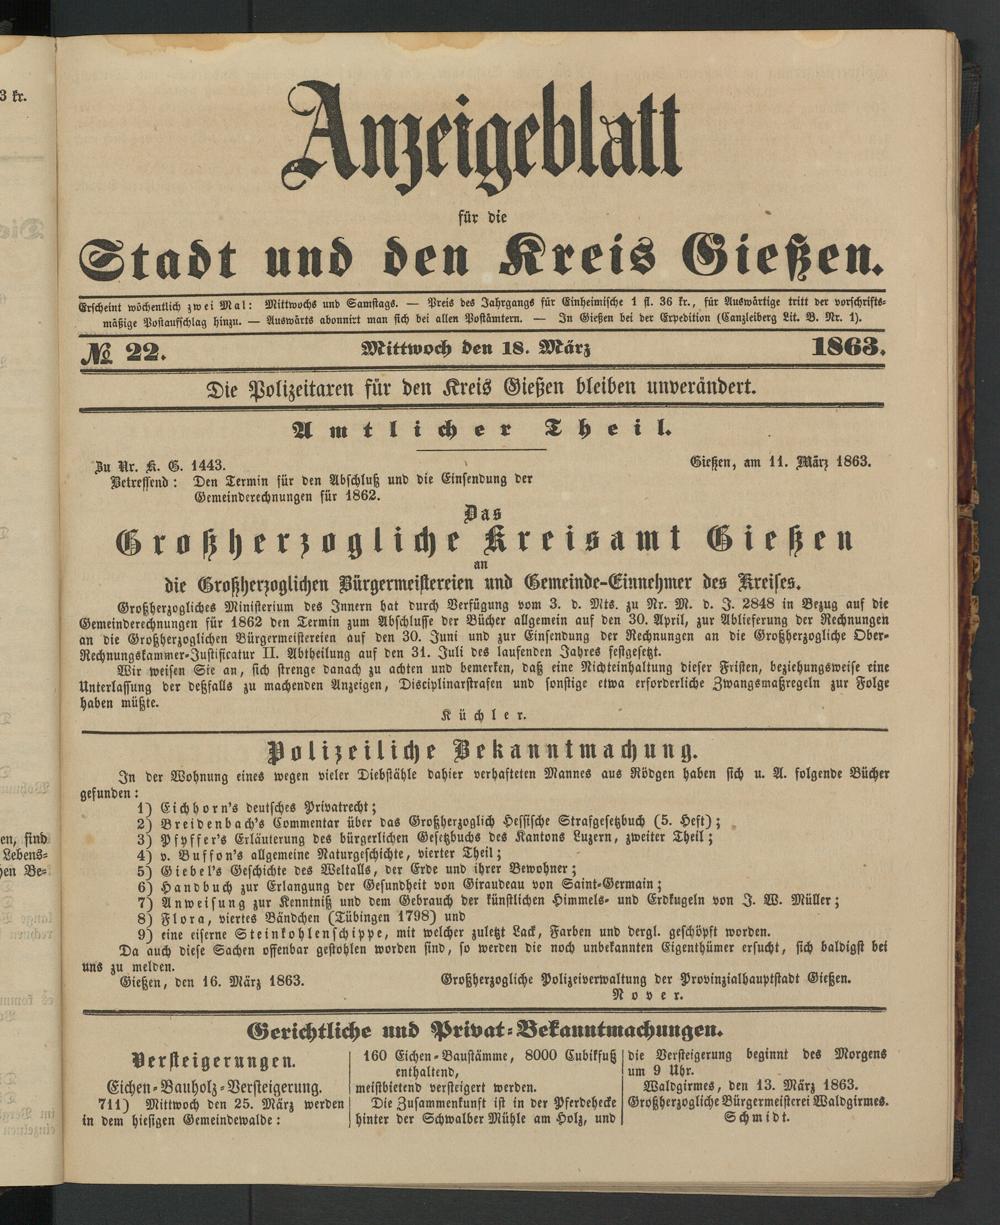 3 kr.
en, sind
Lebens-
hen Be-
Anzeigeblatt
für die
Stadt und den Kreis Gießen.
Erscheint wöchentlich zwei Mal: Mittwochs und Samstags. — Preis des Jahrgangs für Einheimische 1 fl. 36 kr., für Auswärtige tritt der vorschrifts-
mäßige Postaufschlag hinzu. — Auswärts abonnirt man sich bei allen Postämtern. — In Gießen bei der Expedition (Canzleiberg Lit. B. Nr. 1).
№ 22. Mittwoch den 18. März 1863.
Die Polizeitaxen für den Kreis Gießen bleiben unverändert.
Amtlicher Theil.
Zu Nr. K. G. 1443. Gießen, am 11. März 1863.
Betreffend: Den Termin für den Abschluß und die Einsendung der
Gemeinderechnungen für 1862.
Das
Großherzogliche Kreisamt Gießen
an
die Großherzoglichen Bürgermeistereien und Gemeinde-Einnehmer des Kreises.
Großherzogliches Ministerium des Innern hat durch Verfügung vom 3. d. Mts. zu Nr. M. d. J. 2848 in Bezug auf die
Gemeinderechnungen für 1862 den Termin zum Abschlusse der Bücher allgemein auf den 30. April, zur Ablieferung der Rechnungen
an die Großherzoglichen Bürgermeistereien auf den 30. Juni und zur Einsendung der Rechnungen an die Großherzogliche Ober-
Rechnungskammer-Justificatur II. Abtheilung auf den 31. Juli des laufenden Jahres festgesetzt.
Wir weisen Sie an, sich strenge danach zu achten und bemerken, daß eine Nichteinhaltung dieser Fristen, beziehungsweise eine
Unterlassung der deßfalls zu machenden Anzeigen, Disciplinarstrafen und sonstige etwa erforderliche Zwangsmaßregeln zur Folge
haben müßte.
Küchler.
Polizeiliche Bekanntmachung.
In der Wohnung eines wegen vieler Diebstähle dahier verhafteten Mannes aus Rödgen haben sich u. A. folgende Bücher
gefunden:
1) Eichhorn's deutsches Privatrecht;
2) Breidenbach's Commentar über das Großherzoglich Hessische Strafgesetzbuch (5. Heft);
3) Pfyffer's Erläuterung des bürgerlichen Gesetzbuchs des Kantons Luzern, zweiter Theil;
4) v. Buffon's allgemeine Naturgeschichte, vierter Theil;
5) Giebel's Geschichte des Weltalls, der Erde und ihrer Bewohner;
6) Handbuch zur Erlangung der Gesundheit von Giraudeau von Saint-Germain;
7) Anweisung zur Kenntniß und dem Gebrauch der künstlichen Himmels- und Erdkugeln von J. W. Müller;
8) Flora, viertes Bändchen (Tübingen 1798) und
9) eine eiserne Steinkohlenschippe, mit welcher zuletzt Lack, Farben und dergl. geschöpft worden.
Da auch diese Sachen offenbar gestohlen worden sind, so werden die noch unbekannten Eigenthümer ersucht, sich baldigst bei
uns zu melden.
Gießen, den 16. März 1863. Großherzogliche Polizeiverwaltung der Provinzialhauptstadt Gießen.
Nover.
Gerichtliche und Privat-Bekanntmachungen.
Versteigerungen.
Eichen-Bauholz-Versteigerung.
711) Mittwoch den 25. März werden
in dem hiesigen Gemeindewalde:
160 Eichen-Baustämme, 8000 Cubikfuß
enthaltend,
meistbietend versteigert werden.
Die Zusammenkunft ist in der Pferdehecke
hinter der Schwalber Mühle am Holz, und
die Versteigerung beginnt des Morgens
um 9 Uhr.
Waldgirmes, den 13. März 1863.
Großherzogliche Bürgermeisterei Waldgirmes.
Schmidt.